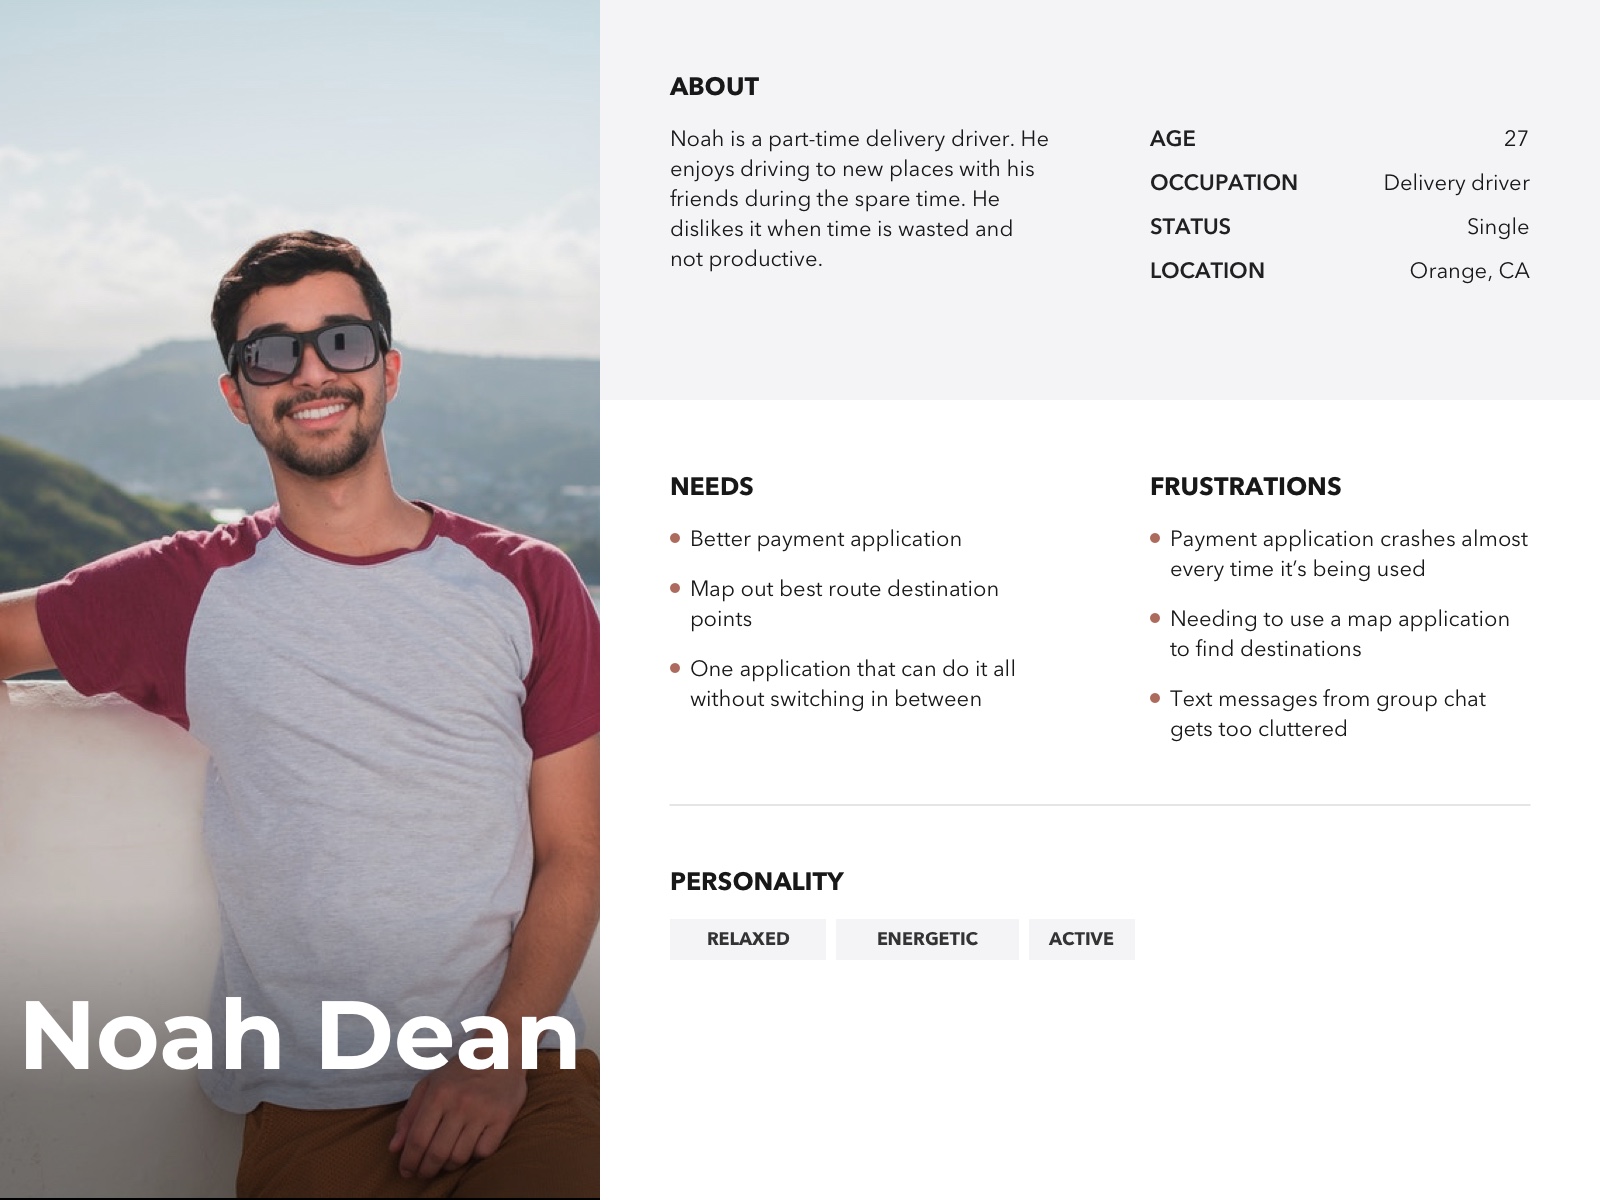 Noah Dean
ABOUT
Noah is a part-time delivery driver. He
enjoys driving to new places with his
friends during the spare time. He
dislikes it when time is wasted and
not productive.
AGE 27
OCCUPATION Delivery driver
STATUS Single
LOCATION Orange, CA
NEEDS
Better payment application
Map out best route destination
points
One application that can do it all
without switching in between
FRUSTRATIONS
Payment application crashes almost
every time it’s being used
Needing to use a map application
to find destinations
Text messages from group chat
gets too cluttered
PERSONALITY
RELAXED ENERGETIC ACTIVE